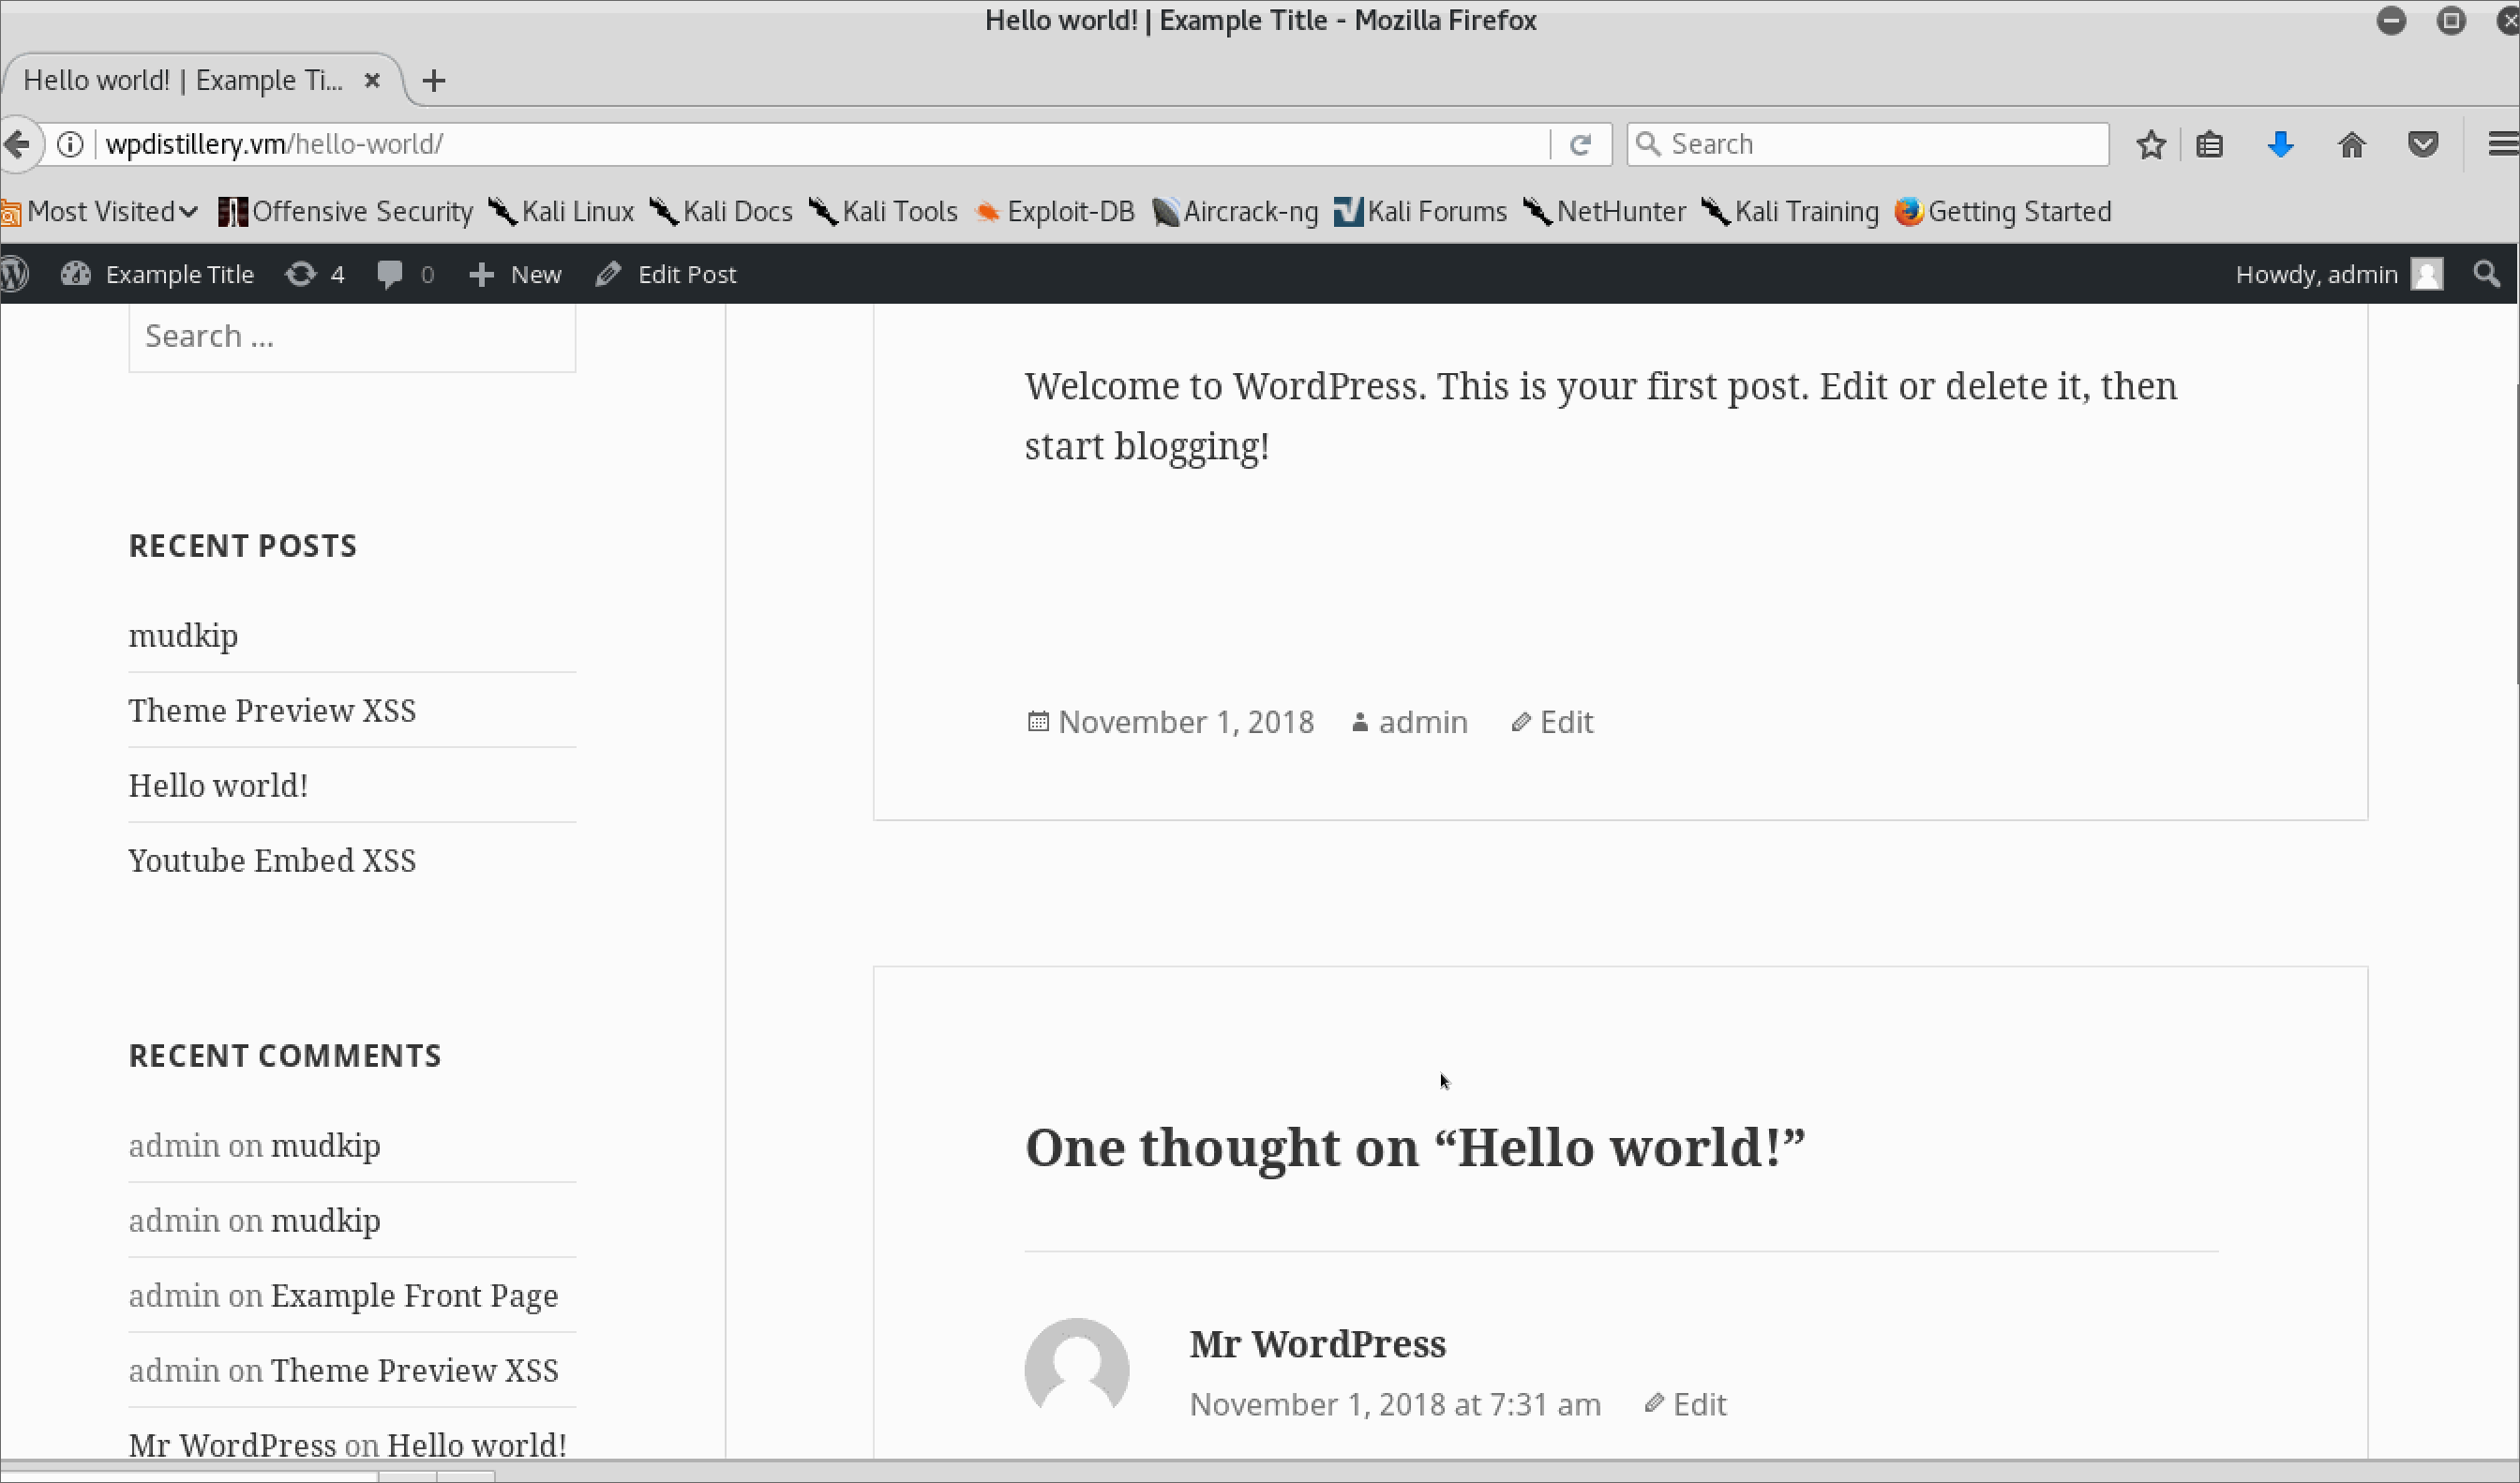 Hello world! | Example Title - Mozilla Firefox
Hello world! | Example Ti...
wpdistillery.vm/hello-world/
Search
Most Visited Offensive Security Kali Linux Kali Docs Kali Tools Exploit-DB Aircrack-ng Kali Forums NetHunter Kali Training Getting Started
Example Title 4 0 New Edit Post Howdy, admin
Search ...
RECENT POSTS
mudkip
Theme Preview XSS
Hello world!
Youtube Embed XSS
RECENT COMMENTS
admin on mudkip
admin on mudkip
admin on Example Front Page
admin on Theme Preview XSS
Mr WordPress on Hello world!
Welcome to WordPress. This is your first post. Edit or delete it, then
start blogging!
November 1, 2018 admin Edit
One thought on “Hello world!”
Mr WordPress
November 1, 2018 at 7:31 am Edit